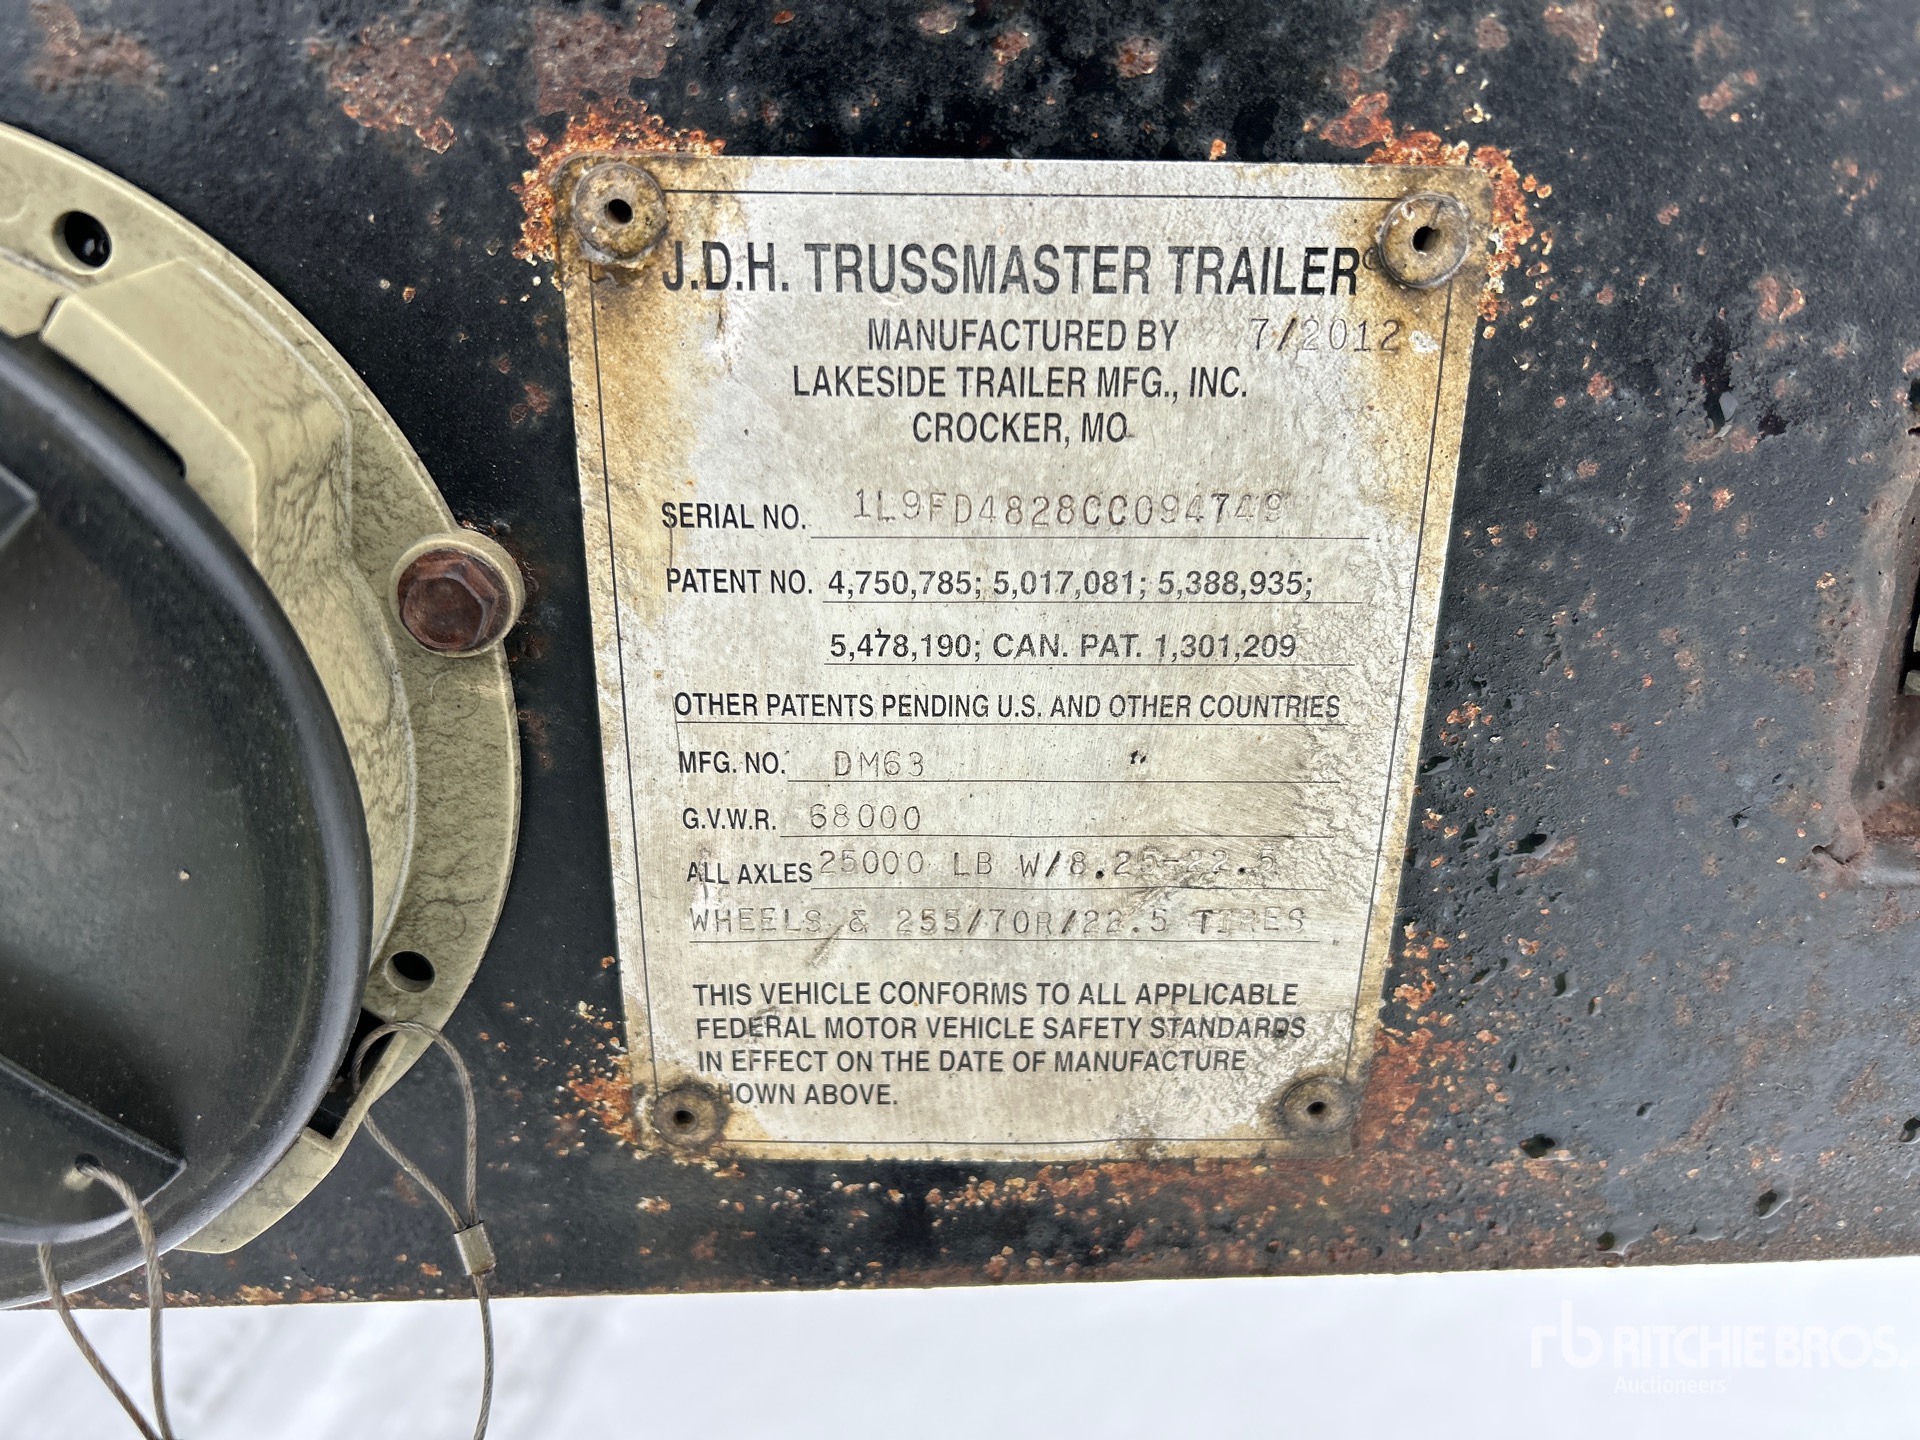 J.D.H. TRUSSMASTER TRAILER©
MANUFACTURED BY 7/2012
LAKESIDE TRAILER MFG., INC.
CROCKER, MO
SERIAL NO. 1L9FD4828CC094749
PATENT NO. 4,750,785; 5,017,081; 5,388,935;
5,478,190; CAN. PAT. 1,301,209
OTHER PATENTS PENDING U.S. AND OTHER COUNTRIES
MFG. NO. DM63
G.V.W.R. 68000
ALL AXLES 25000 LB W/8.25-22.5
WHEELS & 255/70R/22.5 TIRES
THIS VEHICLE CONFORMS TO ALL APPLICABLE
FEDERAL MOTOR VEHICLE SAFETY STANDARDS
IN EFFECT ON THE DATE OF MANUFACTURE
SHOWN ABOVE.
rb RITCHIE BROS.
Auctioneers